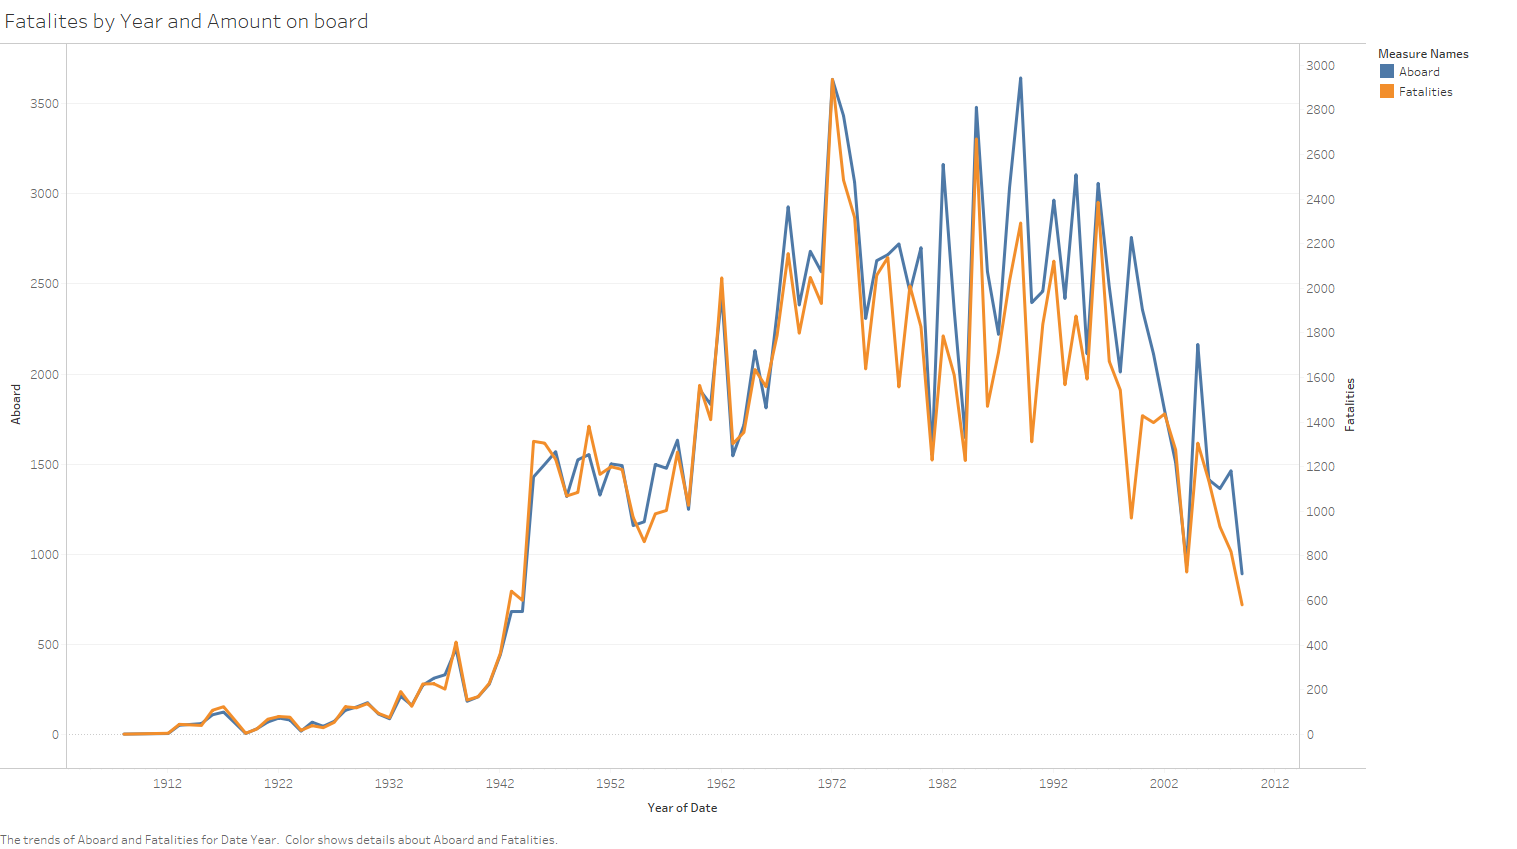 Fatalites by Year and Amount on board
Measure Names
Aboard
Fatalities
3500
3000
2500
2000
1500
1000
500
0
Aboard
3000
2800
2600
2400
2200
2000
1800
1600
1400
1200
1000
800
600
400
200
0
Fatalities
1912 1922 1932 1942 1952 1962 1972 1982 1992 2002 2012
Year of Date
The trends of Aboard and Fatalities for Date Year. Color shows details about Aboard and Fatalities.